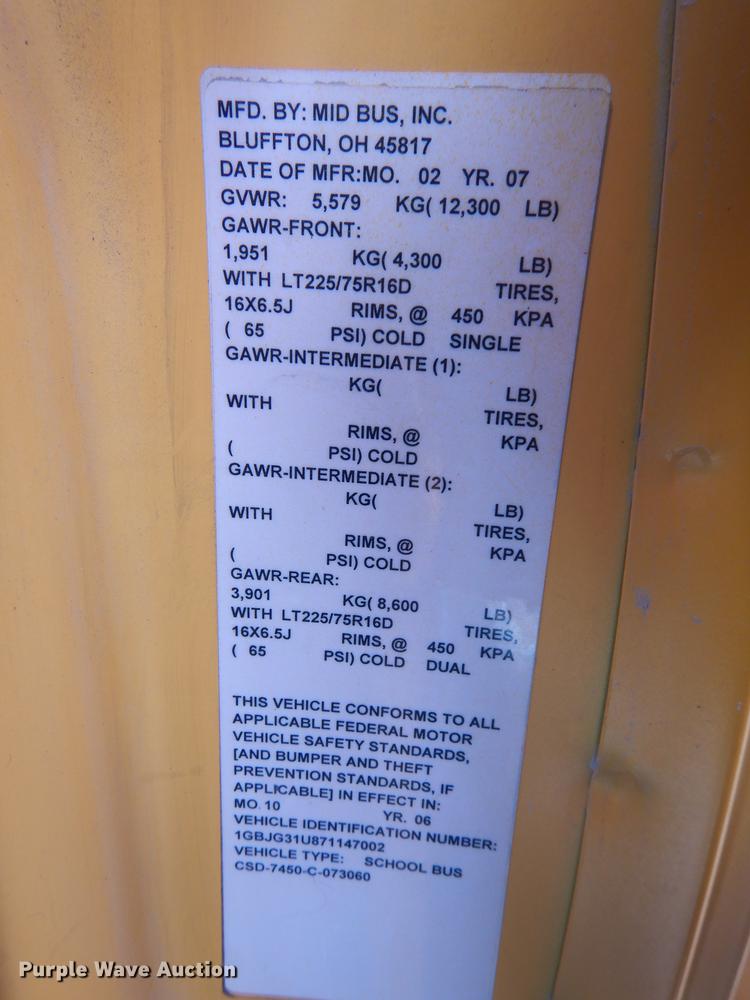 MFD. BY: MID BUS, INC.
BLUFFTON, OH 45817
DATE OF MFR:MO. 02 YR. 07
GVWR: 5,579 KG( 12,300 LB)
GAWR-FRONT:
1,951 KG( 4,300 LB)
WITH LT225/75R16D TIRES,
16X6.5J RIMS, @ 450 KPA
( 65 PSI) COLD SINGLE
GAWR-INTERMEDIATE (1):
KG( LB)
WITH TIRES,
RIMS, @ KPA
( PSI) COLD
GAWR-INTERMEDIATE (2):
KG( LB)
WITH TIRES,
RIMS, @ KPA
( PSI) COLD
GAWR-REAR:
3,901 KG( 8,600 LB)
WITH LT225/75R16D TIRES,
16X6.5J RIMS, @ 450 KPA
( 65 PSI) COLD DUAL
THIS VEHICLE CONFORMS TO ALL
APPLICABLE FEDERAL MOTOR
VEHICLE SAFETY STANDARDS,
[AND BUMPER AND THEFT
PREVENTION STANDARDS, IF
APPLICABLE] IN EFFECT IN:
MO. 10 YR. 06
VEHICLE IDENTIFICATION NUMBER:
1GBJG31U871147002
VEHICLE TYPE: SCHOOL BUS
CSD-7450-C-073060
Purple Wave Auction